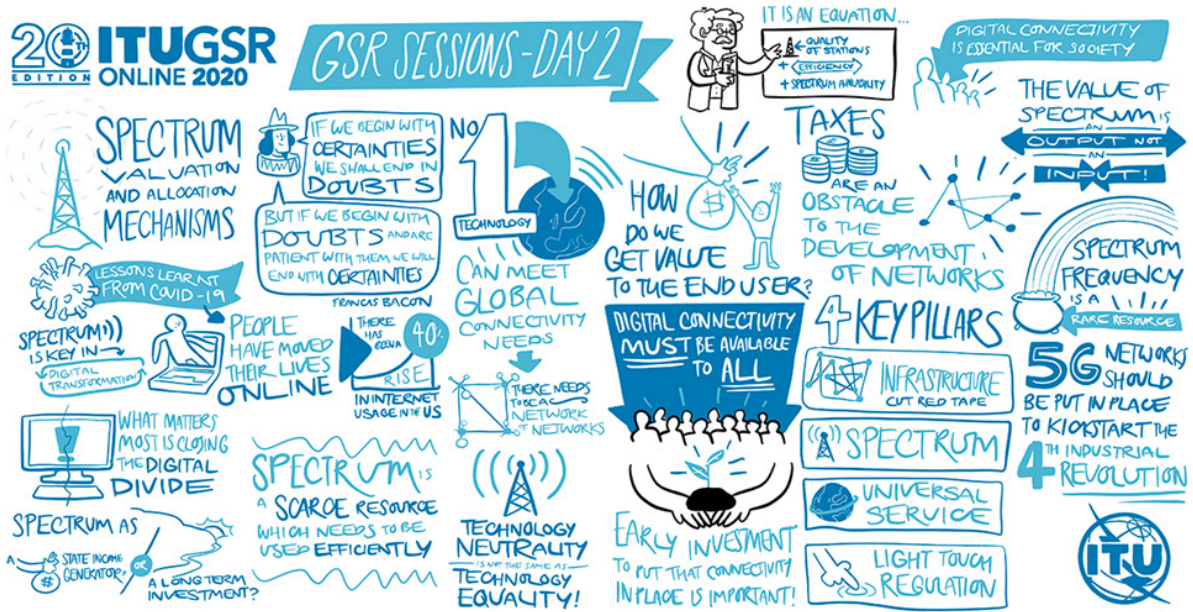 20TH
EDITION
ITUGSR
ONLINE 2020
GSR SESSIONS-DAY 2
IT IS AN EQUATION...
QUALITY
OF STATIONS
+ EFFICIENCY
+ SPECTRUM AVAILABILITY
DIGITAL CONNECTIVITY
IS ESSENTIAL FOR SOCIETY
SPECTRUM
VALUATION
AND ALLOCATION
MECHANISMS
IF WE BEGIN WITH
CERTAINTIES
WE SHALL END IN
DOUBTS
BUT IF WE BEGIN WITH
DOUBTS AND ARE
PATIENT WITH THEM WE WILL
END WITH CERTAINTIES
FRANCIS BACON
NO.
1
TECHNOLOGY
CAN MEET
GLOBAL
CONNECTIVITY
NEEDS
THERE NEEDS
TO BE A
NETWORK
OF NETWORKS
HOW
DO WE
GET VALUE
TO THE END USER?
$
TAXES
ARE AN
OBSTACLE
TO THE
DEVELOPMENT
OF NETWORKS
THE VALUE OF
SPECTRUM IS
AN
OUTPUT NOT
AN
INPUT!
LESSONS LEARNT
FROM COVID-19
SPECTRUM
IS KEY IN
DIGITAL
TRANSFORMATION
PEOPLE
HAVE MOVED
THEIR LIVES
ONLINE
THERE
HAS
BEEN A
40%
RISE
IN INTERNET
USAGE IN THE US
DIGITAL CONNECTIVITY
MUST BE AVAILABLE
TO ALL
4 KEY PILLARS
INFRASTRUCTURE
CUT RED TAPE
SPECTRUM
UNIVERSAL
SERVICE
LIGHT TOUCH
REGULATION
SPECTRUM
FREQUENCY
IS A
RARE RESOURCE
5G NETWORKS
SHOULD
BE PUT IN PLACE
TO KICKSTART THE
4TH INDUSTRIAL
REVOLUTION
WHAT MATTERS
MOST IS CLOSING
THE DIGITAL
DIVIDE
SPECTRUM IS
A SCARCE RESOURCE
WHICH NEEDS TO BE
USED EFFICIENTLY
TECHNOLOGY
NEUTRALITY
IS NOT THE SAME AS
TECHNOLOGY
EQUALITY!
EARLY INVESMENT
TO PUT THAT CONNECTIVITY
IN PLACE IS IMPORTANT!
SPECTRUM AS
A
$
STATE INCOME
GENERATOR?
OR
A LONG TERM
INVESTMENT?
ITU